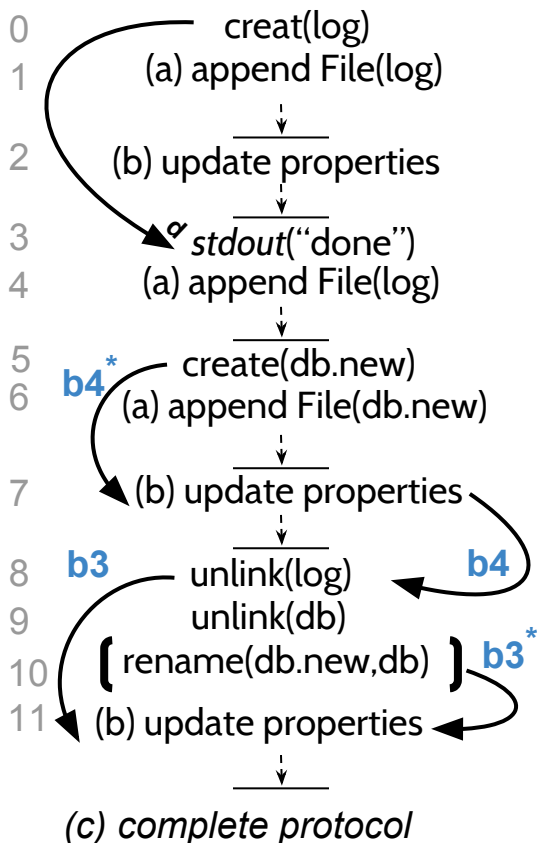 0 creat(log)
1 (a) append File(log)
2 (b) update properties
3 d stdout(“done”)
4 (a) append File(log)
5 create(db.new)
b4*
6 (a) append File(db.new)
7 (b) update properties
b3 b4
8 unlink(log)
9 unlink(db)
10 [ rename(db.new,db) ] b3*
11 (b) update properties
(c) complete protocol